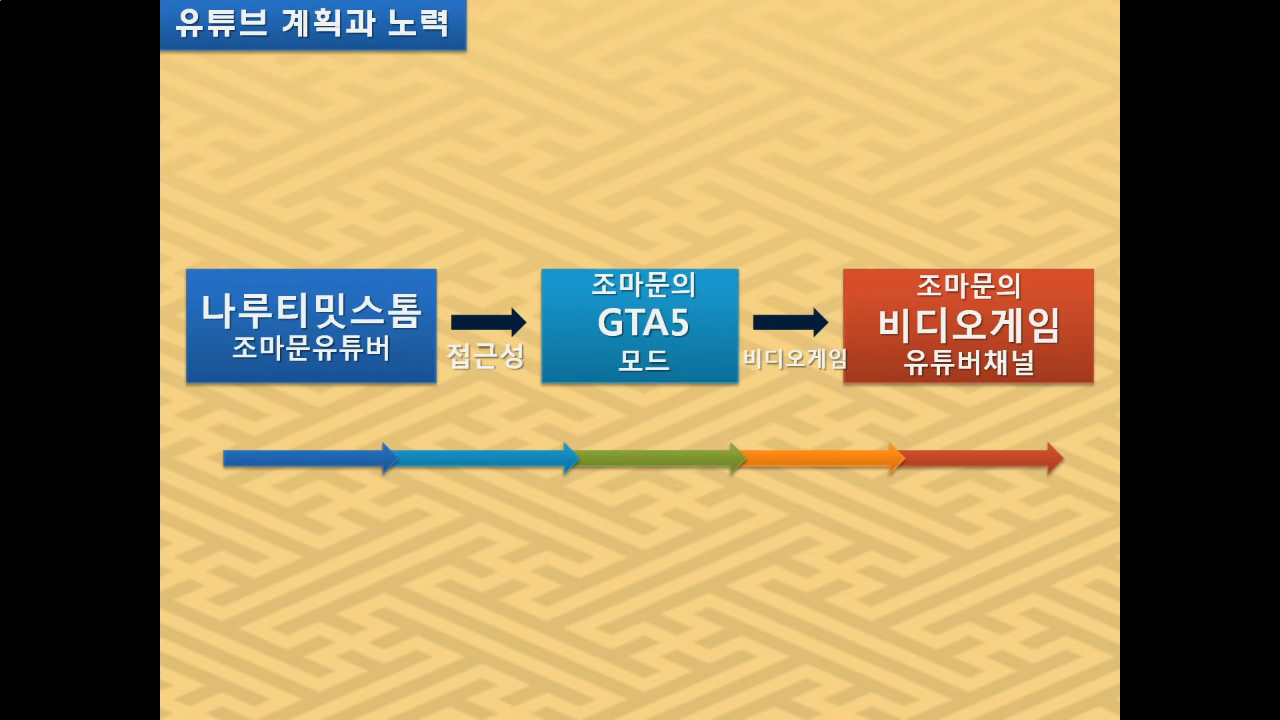 유튜브 계획과 노력
나루티밋스톰
조마문유튜버
접근성
조마문의
GTA5
모드
비디오게임
조마문의
비디오게임
유튜버채널